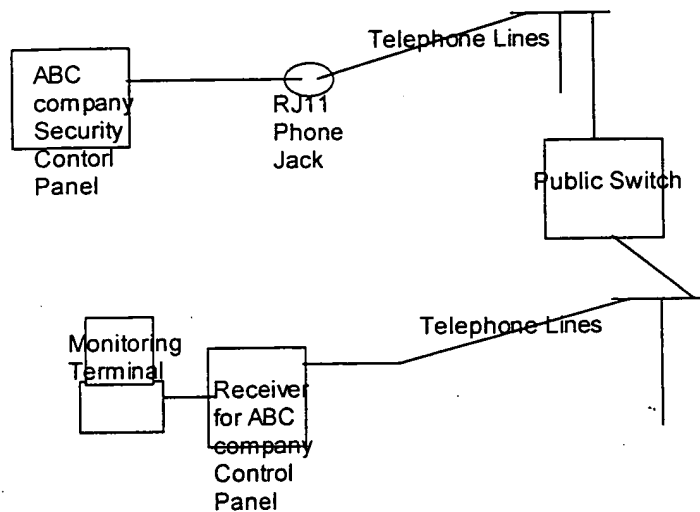 Telephone Lines
ABC
company
Security
Contorl
Panel
RJ11
Phone
Jack
Public Switch
Telephone Lines
Monitoring
Terminal
Receiver
for ABC
company
Control
Panel